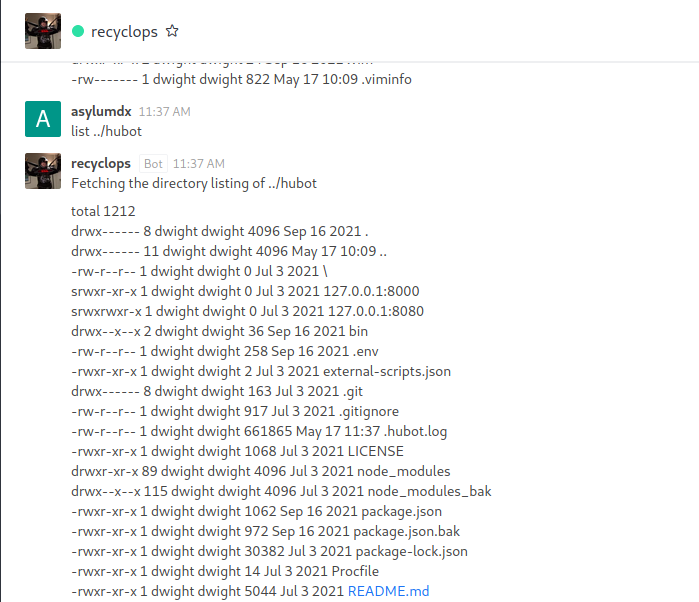 recyclops
-rw------- 1 dwight dwight 822 May 17 10:09 .viminfo
A
asylumdx 11:37 AM
list ../hubot
recyclops Bot 11:37 AM
Fetching the directory listing of ../hubot
total 1212
drwx------ 8 dwight dwight 4096 Sep 16 2021 .
drwx------ 11 dwight dwight 4096 May 17 10:09 ..
-rw-r--r-- 1 dwight dwight 0 Jul 3 2021 \
srwxr-xr-x 1 dwight dwight 0 Jul 3 2021 127.0.0.1:8000
srwxrwxr-x 1 dwight dwight 0 Jul 3 2021 127.0.0.1:8080
drwx--x--x 2 dwight dwight 36 Sep 16 2021 bin
-rw-r--r-- 1 dwight dwight 258 Sep 16 2021 .env
-rwxr-xr-x 1 dwight dwight 2 Jul 3 2021 external-scripts.json
drwx------ 8 dwight dwight 163 Jul 3 2021 .git
-rw-r--r-- 1 dwight dwight 917 Jul 3 2021 .gitignore
-rw-r--r-- 1 dwight dwight 661865 May 17 11:37 .hubot.log
-rwxr-xr-x 1 dwight dwight 1068 Jul 3 2021 LICENSE
drwxr-xr-x 89 dwight dwight 4096 Jul 3 2021 node_modules
drwx--x--x 115 dwight dwight 4096 Jul 3 2021 node_modules_bak
-rwxr-xr-x 1 dwight dwight 1062 Sep 16 2021 package.json
-rwxr-xr-x 1 dwight dwight 972 Sep 16 2021 package.json.bak
-rwxr-xr-x 1 dwight dwight 30382 Jul 3 2021 package-lock.json
-rwxr-xr-x 1 dwight dwight 14 Jul 3 2021 Procfile
-rwxr-xr-x 1 dwight dwight 5044 Jul 3 2021 README.md